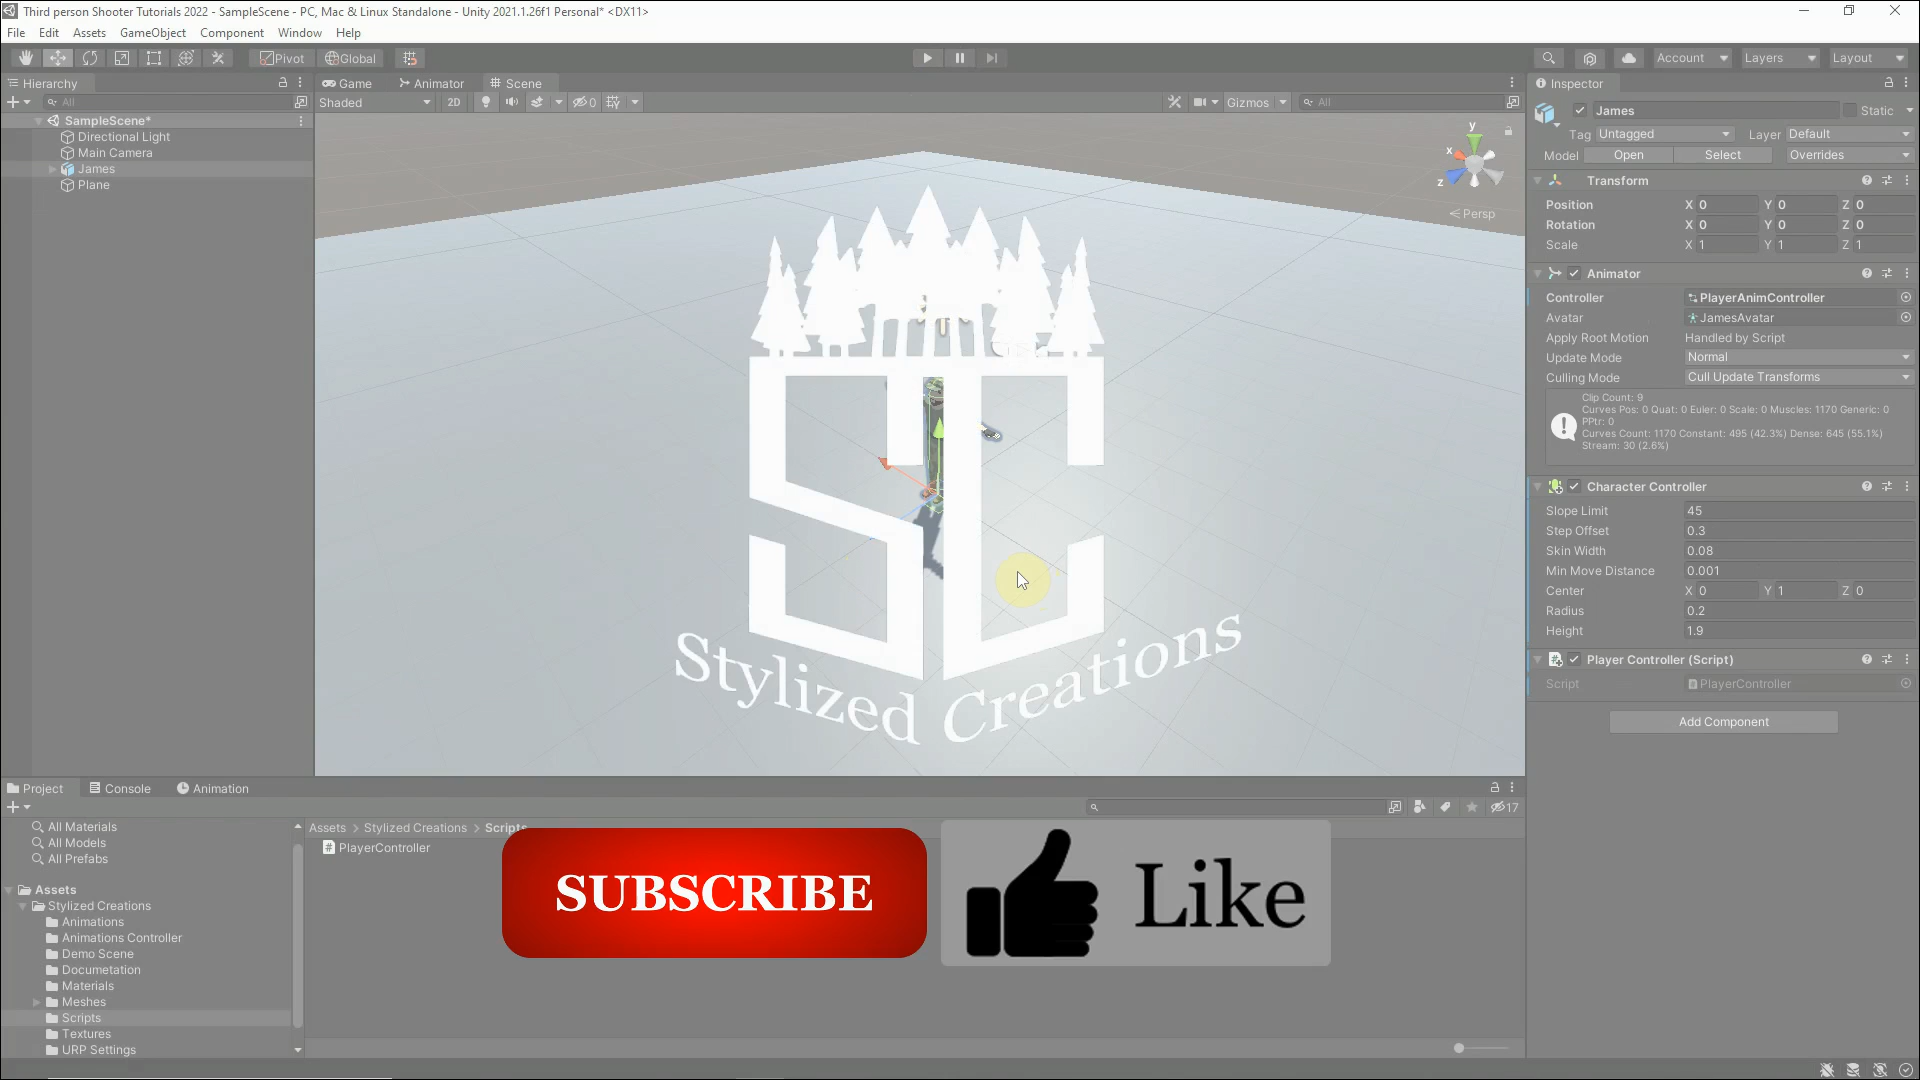 Third person Shooter Tutorials 2022 - SampleScene - PC, Mac & Linux Standalone - Unity 2021.1.26f1 Personal* <DX11>
File Edit Assets GameObject Component Window Help
Pivot Global Account Layers Layout
Hierarchy
All
SampleScene*
Directional Light
Main Camera
James
Plane
Game Animator Scene
Shaded 2D 0 Gizmos All
y
x
z
Persp
Stylized Creations
Inspector
James Static
Tag Untagged Layer Default
Model Open Select Overrides
Transform
Position X 0 Y 0 Z 0
Rotation X 0 Y 0 Z 0
Scale X 1 Y 1 Z 1
Animator
Controller PlayerAnimController
Avatar JamesAvatar
Apply Root Motion Handled by Script
Update Mode Normal
Culling Mode Cull Update Transforms
Clip Count: 9
Curves Pos: 0 Quat: 0 Euler: 0 Scale: 0 Muscles: 1170 Generic: 0
PPtr: 0
Curves Count: 1170 Constant: 495 (42.3%) Dense: 645 (55.1%)
Stream: 30 (2.6%)
Character Controller
Slope Limit 45
Step Offset 0.3
Skin Width 0.08
Min Move Distance 0.001
Center X 0 Y 1 Z 0
Radius 0.2
Height 1.9
Player Controller (Script)
Script PlayerController
Add Component
Project Console Animation
17
All Materials
All Models
All Prefabs
Assets
Stylized Creations
Animations
Animations Controller
Demo Scene
Documetation
Materials
Meshes
Scripts
Textures
URP Settings
Assets > Stylized Creations > Scripts
PlayerController
SUBSCRIBE
Like